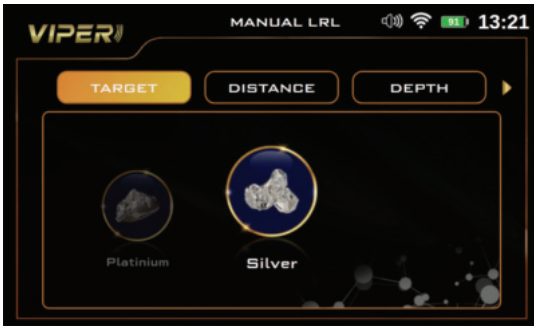 VIPER
MANUAL LRL
91
13:21
TARGET
DISTANCE
DEPTH
Platinium
Silver